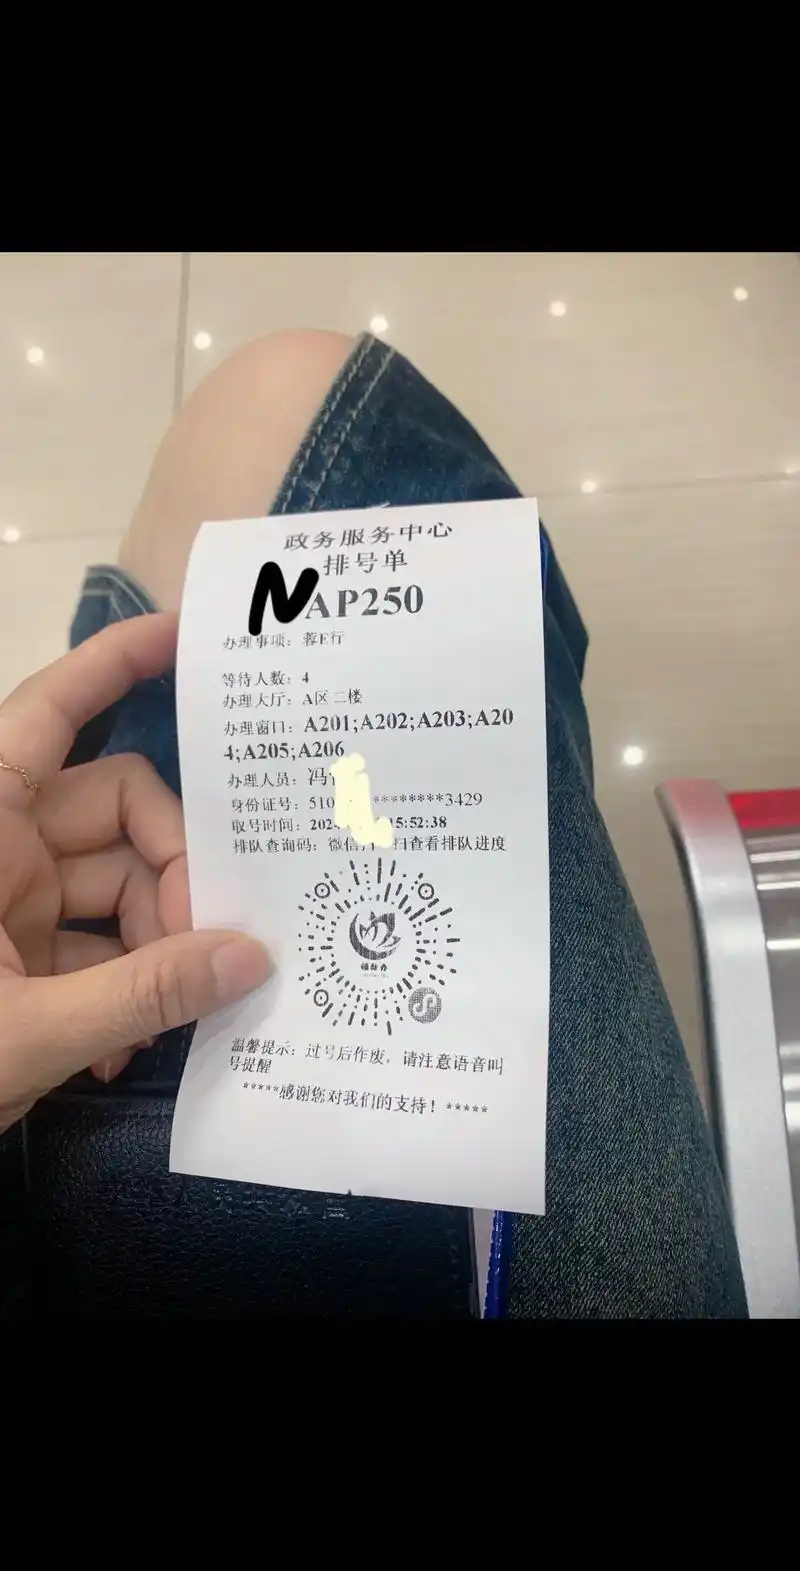 政务服务中心
排号单
N AP250
办理事项：蓉E行
等待人数：4
办理大厅：A区二楼
办理窗口：A201;A202;A203;A20
4;A205;A206
办理人员：冯
身份证号：510**********3429
取号时间：202 15:52:38
排队查询码：微信扫 扫查看排队进度
温馨提示：过号后作废，请注意语音叫
号提醒
*****感谢您对我们的支持！*****